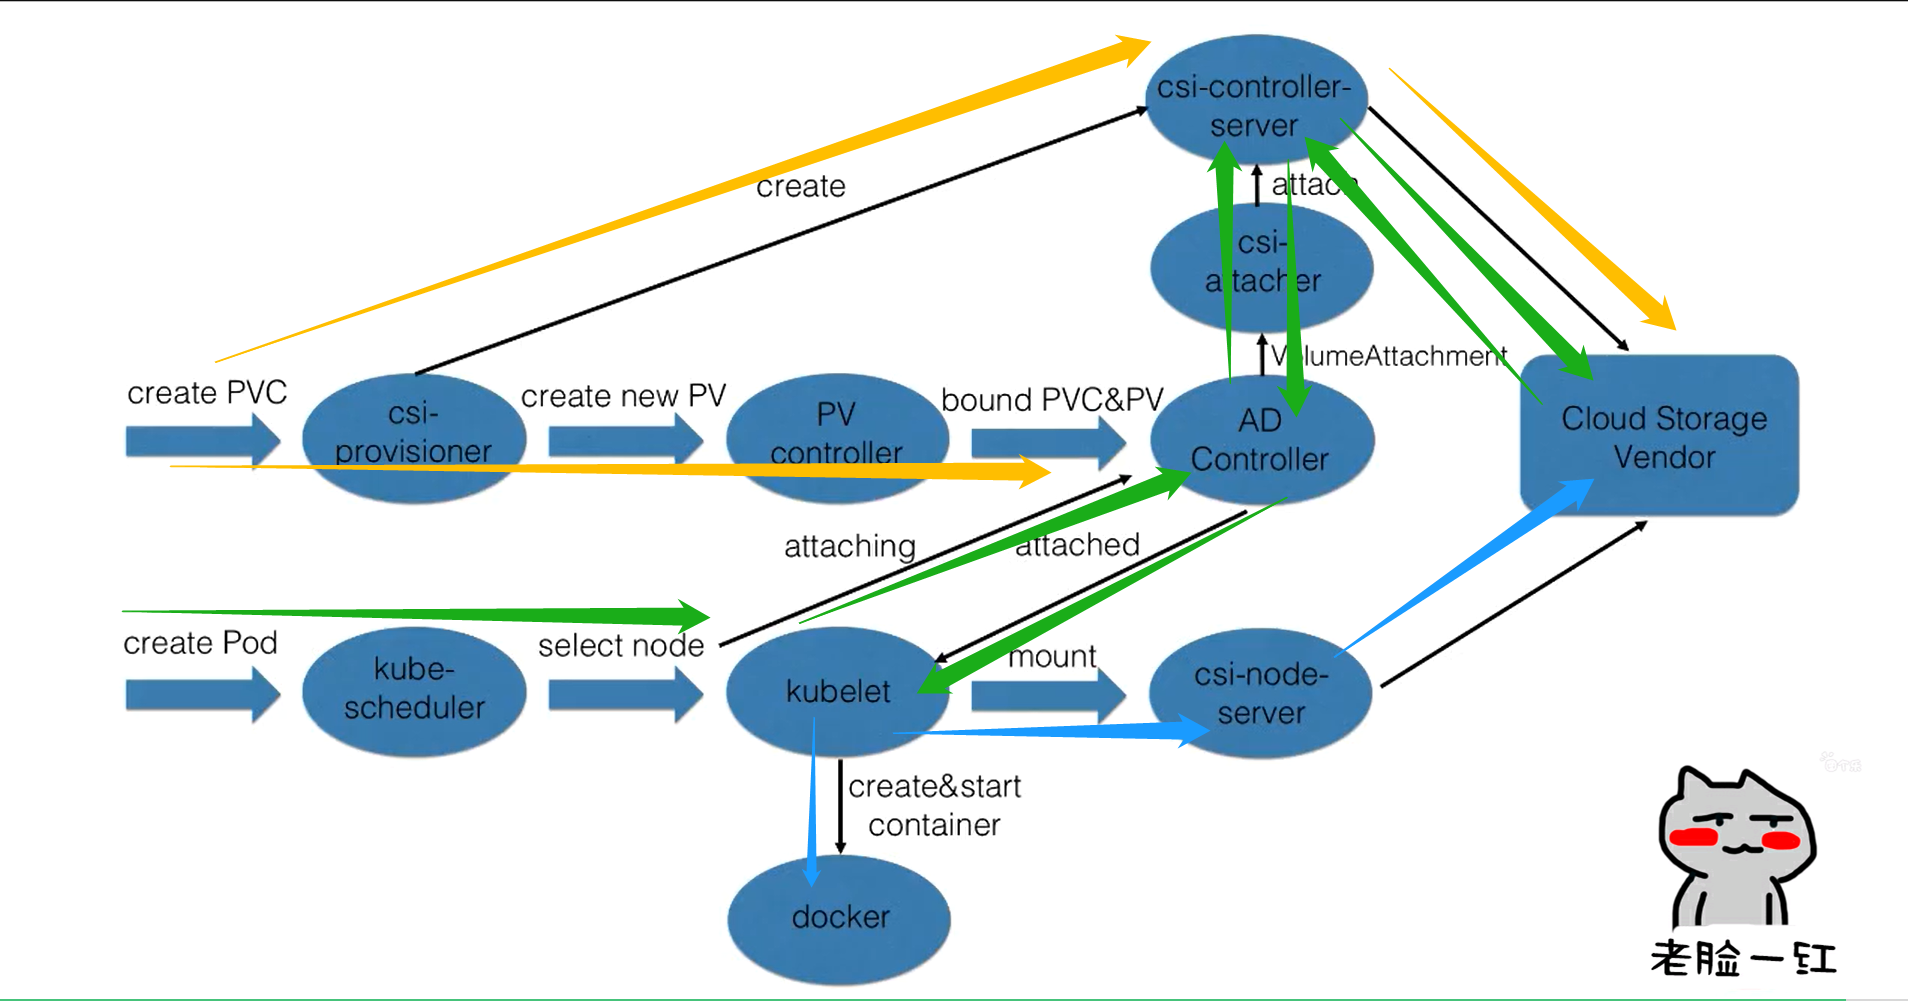 csi-controller-
server
create
attac
csi-
attacher
VolumeAttachment
create PVC
csi-
provisioner
create new PV
PV
controller
bound PVC&PV
AD
Controller
Cloud Storage
Vendor
attaching
attached
create Pod
kube-
scheduler
select node
kubelet
mount
csi-node-
server
create&start
container
docker
老脸一红